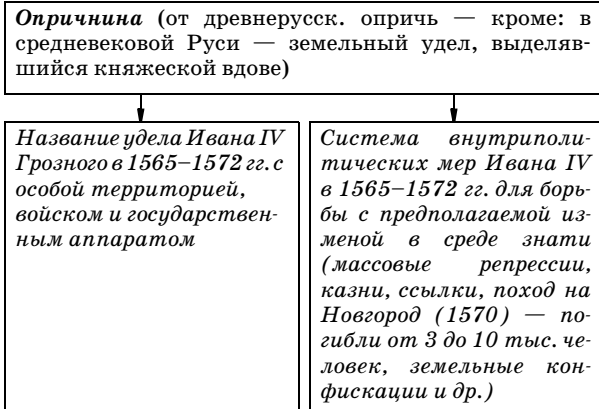 Опричнина (от древнерусск. опричь — кроме: в
средневековой Руси — земельный удел, выделяв-
шийся княжеской вдове)
Название удела Ивана IV
Грозного в 1565–1572 гг. с
особой территорией,
войском и государствен-
ным аппаратом
Система внутриполи-
тических мер Ивана IV
в 1565–1572 гг. для борь-
бы с предполагаемой из-
меной в среде знати
(массовые репрессии,
казни, ссылки, поход на
Новгород (1570) — по-
гибли от 3 до 10 тыс. че-
ловек, земельные кон-
фискации и др.)